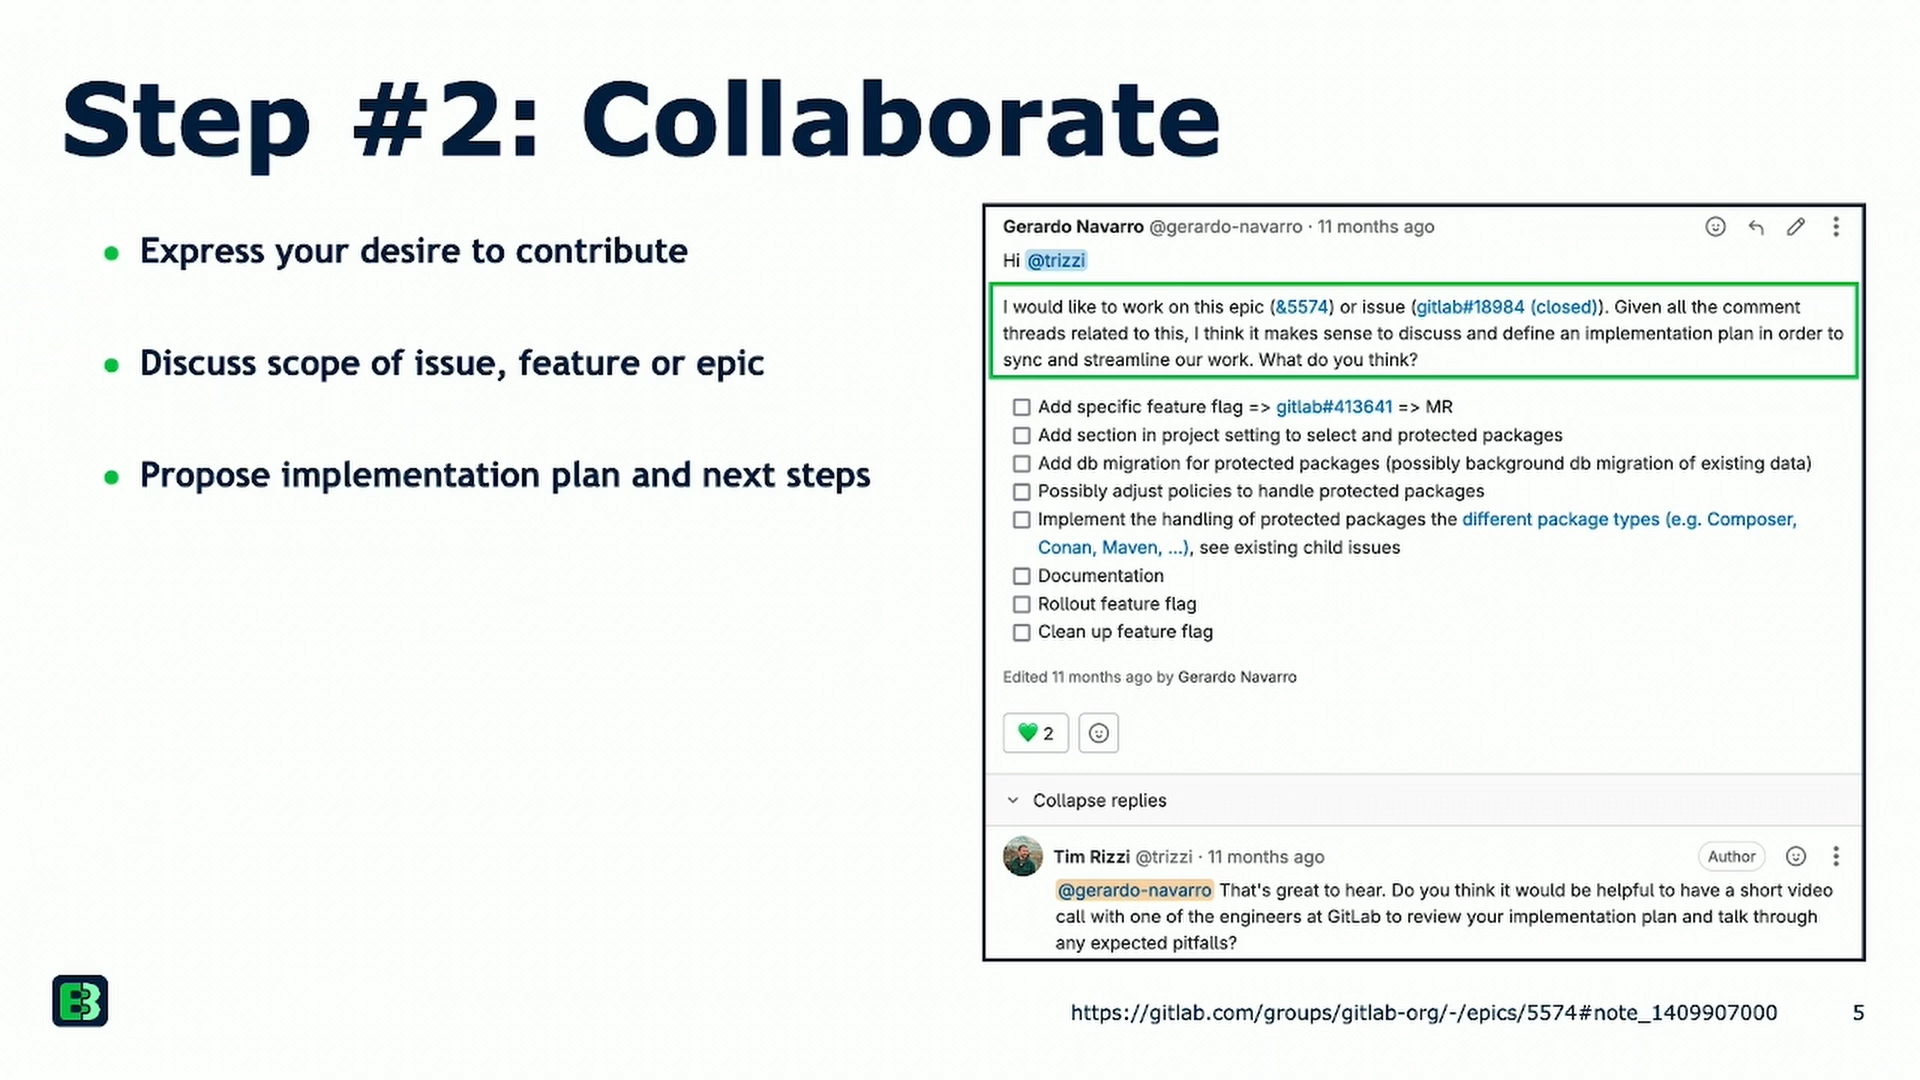 Step #2: Collaborate
Express your desire to contribute
Discuss scope of issue, feature or epic
Propose implementation plan and next steps
Gerardo Navarro @gerardo-navarro · 11 months ago
Hi @trizzi
I would like to work on this epic (&5574) or issue (gitlab#18984 (closed)). Given all the comment
threads related to this, I think it makes sense to discuss and define an implementation plan in order to
sync and streamline our work. What do you think?
Add specific feature flag => gitlab#413641 => MR
Add section in project setting to select and protected packages
Add db migration for protected packages (possibly background db migration of existing data)
Possibly adjust policies to handle protected packages
Implement the handling of protected packages the different package types (e.g. Composer,
Conan, Maven, ...), see existing child issues
Documentation
Rollout feature flag
Clean up feature flag
Edited 11 months ago by Gerardo Navarro
2
Collapse replies
Tim Rizzi @trizzi · 11 months ago
Author
@gerardo-navarro That's great to hear. Do you think it would be helpful to have a short video
call with one of the engineers at GitLab to review your implementation plan and talk through
any expected pitfalls?
https://gitlab.com/groups/gitlab-org/-/epics/5574#note_1409907000
5